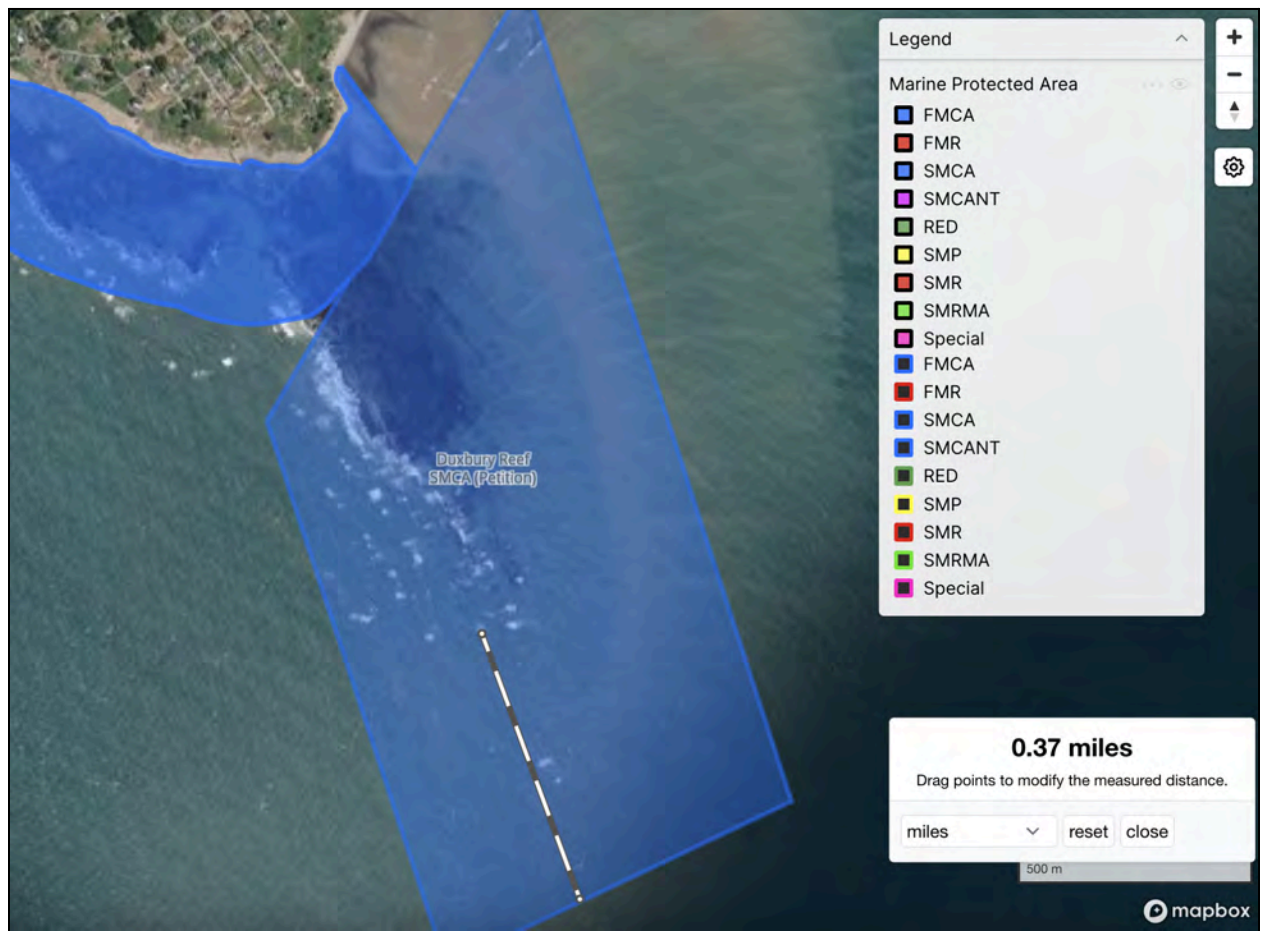 Legend
Marine Protected Area
FMCA
FMR
SMCA
SMCANT
RED
SMP
SMR
SMRMA
Special
FMCA
FMR
SMCA
SMCANT
RED
SMP
SMR
SMRMA
Special
Duxbury Reef
SMCA (Petition)
0.37 miles
Drag points to modify the measured distance.
miles
reset
close
500 m
mapbox